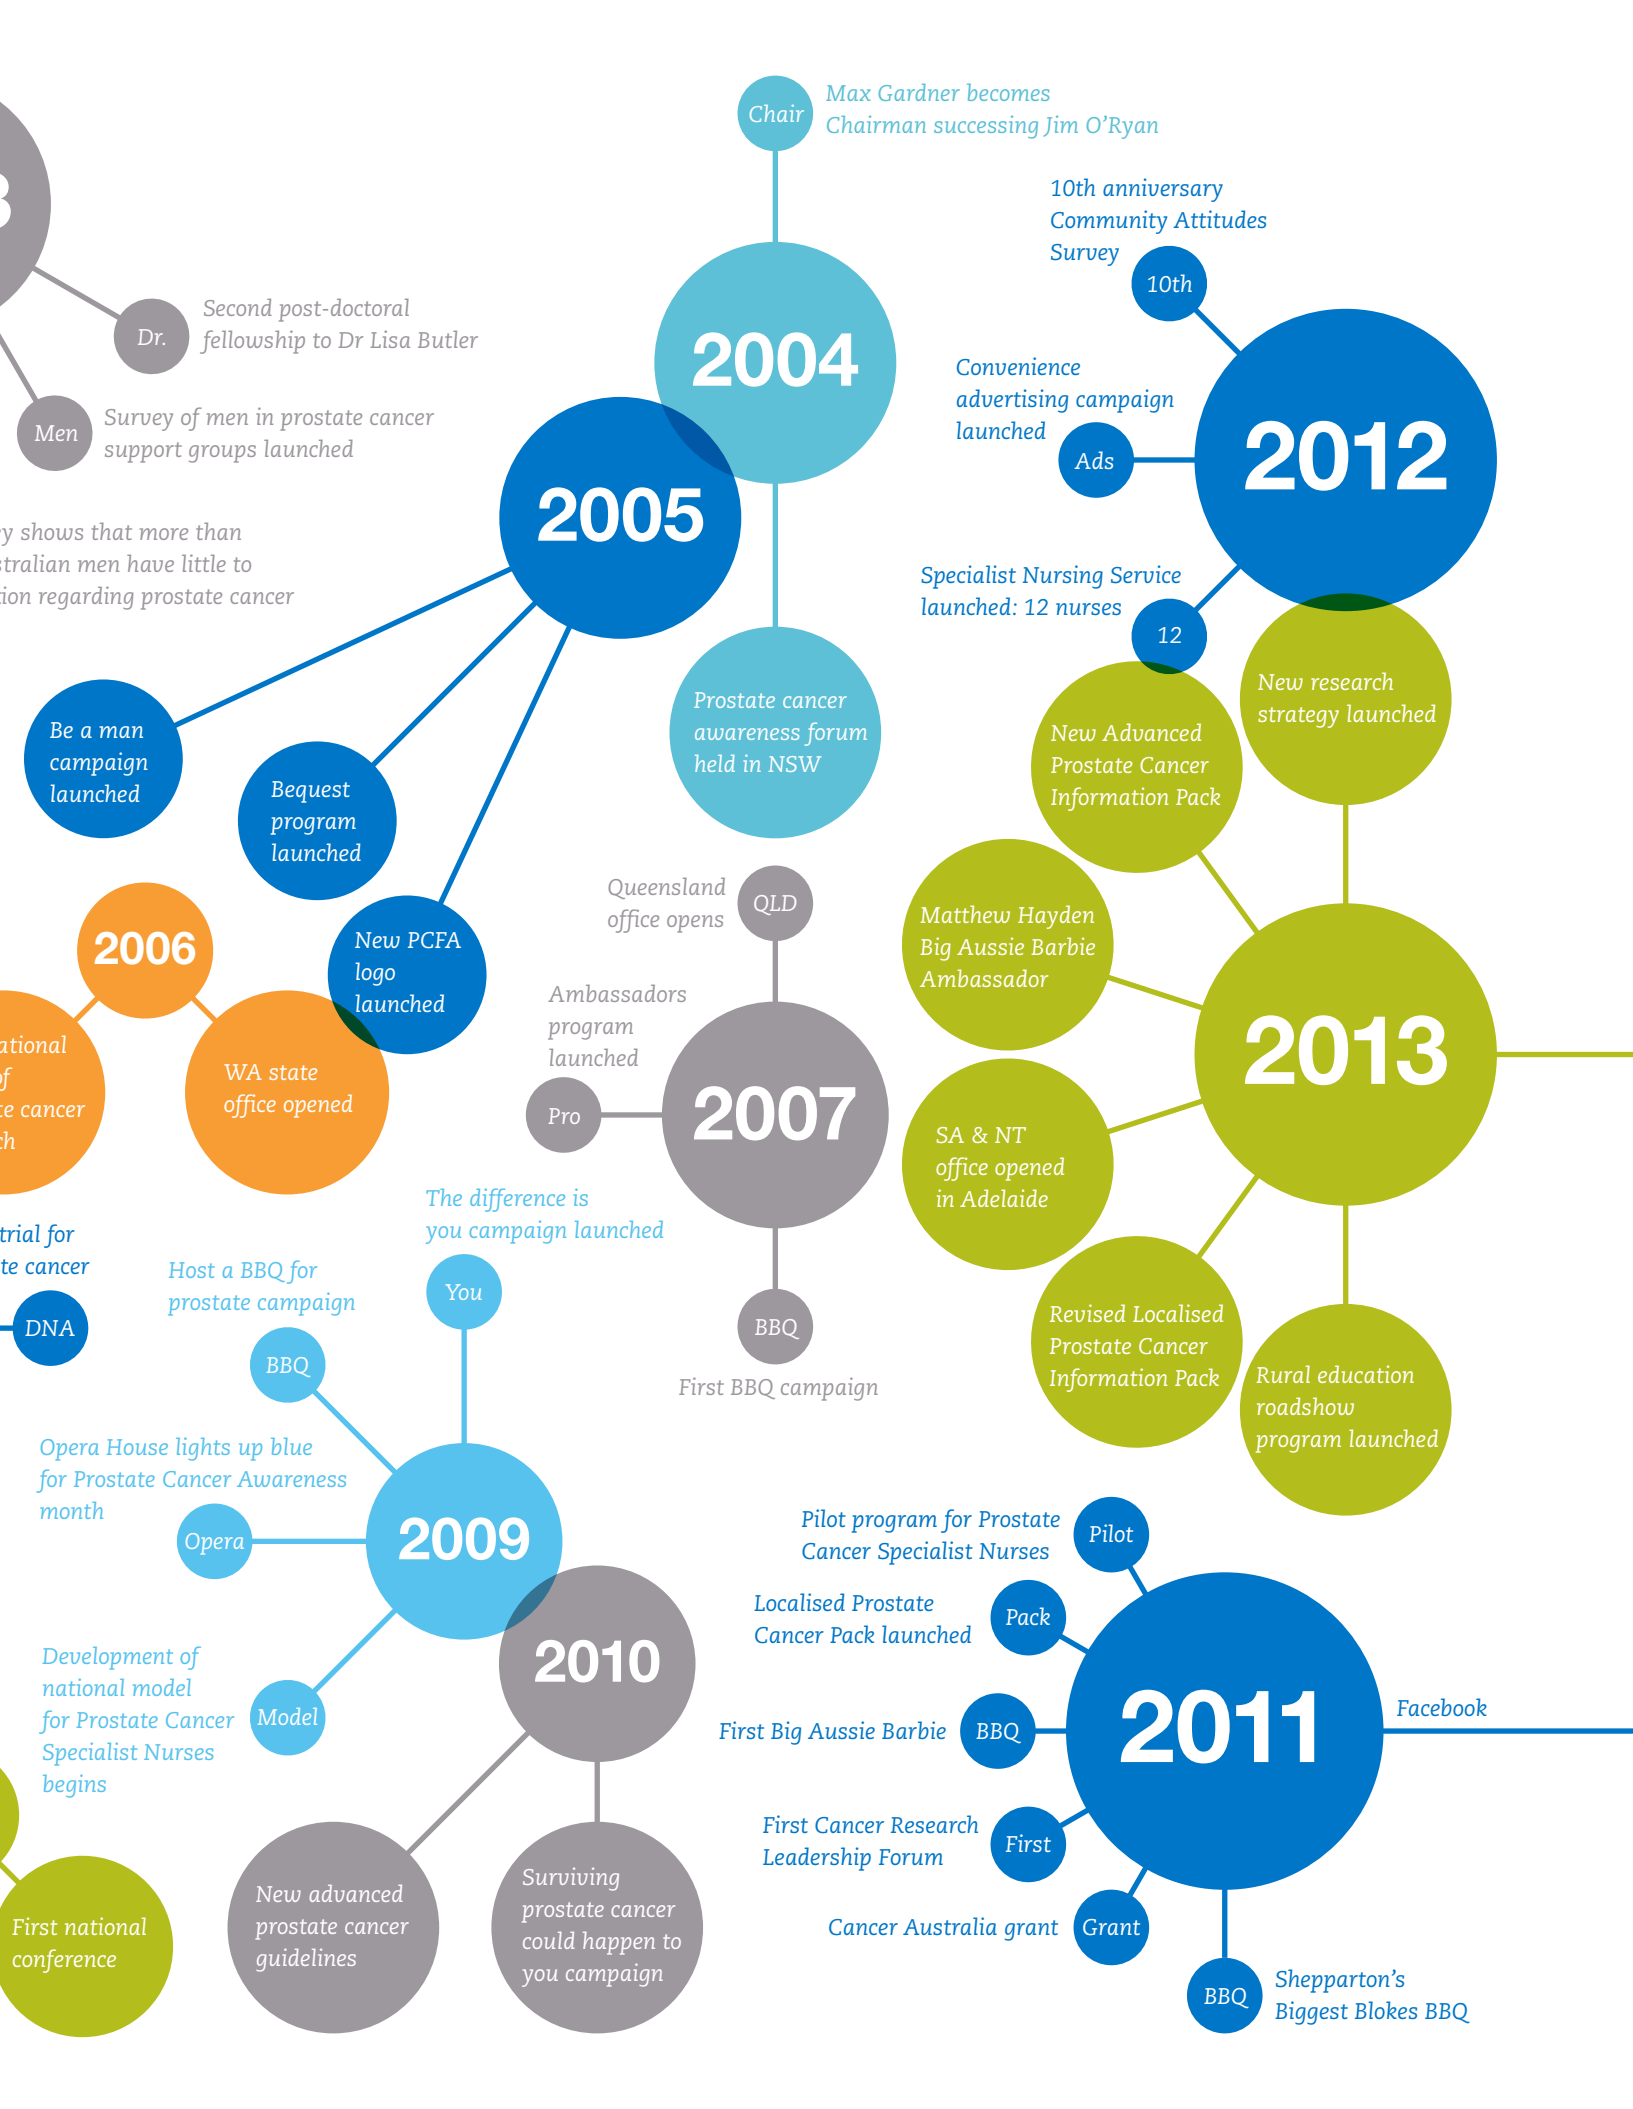 Chair
Max Gardner becomes
Chairman successing Jim O'Ryan
2004
Prostate cancer
awareness forum
held in NSW
3
Dr.
Second post-doctoral
fellowship to Dr Lisa Butler
Men
Survey of men in prostate cancer
support groups launched
shows that more than
men have little to
regarding prostate cancer
2005
Be a man
campaign
launched
Bequest
program
launched
New PCFA
logo
launched
2006
of
cancer
WA state
office opened
Queensland
office opens
QLD
Ambassadors
program
launched
Pro
2007
BBQ
First BBQ campaign
trial for
cancer
DNA
The difference is
you campaign launched
You
Host a BBQ for
prostate campaign
BBQ
Opera House lights up blue
for Prostate Cancer Awareness
month
Opera
2009
Development of
national model
for Prostate Cancer
Specialist Nurses
begins
Model
2010
New advanced
prostate cancer
guidelines
Surviving
prostate cancer
could happen to
you campaign
First national
conference
10th anniversary
Community Attitudes
Survey
10th
Convenience
advertising campaign
launched
Ads
2012
Specialist Nursing Service
launched: 12 nurses
12
New research
strategy launched
New Advanced
Prostate Cancer
Information Pack
Matthew Hayden
Big Aussie Barbie
Ambassador
2013
SA & NT
office opened
in Adelaide
Revised Localised
Prostate Cancer
Information Pack
Rural education
roadshow
program launched
Pilot program for Prostate
Cancer Specialist Nurses
Pilot
Localised Prostate
Cancer Pack launched
Pack
First Big Aussie Barbie
BBQ
2011
Facebook
First Cancer Research
Leadership Forum
First
Cancer Australia grant
Grant
BBQ
Shepparton's
Biggest Blokes BBQ